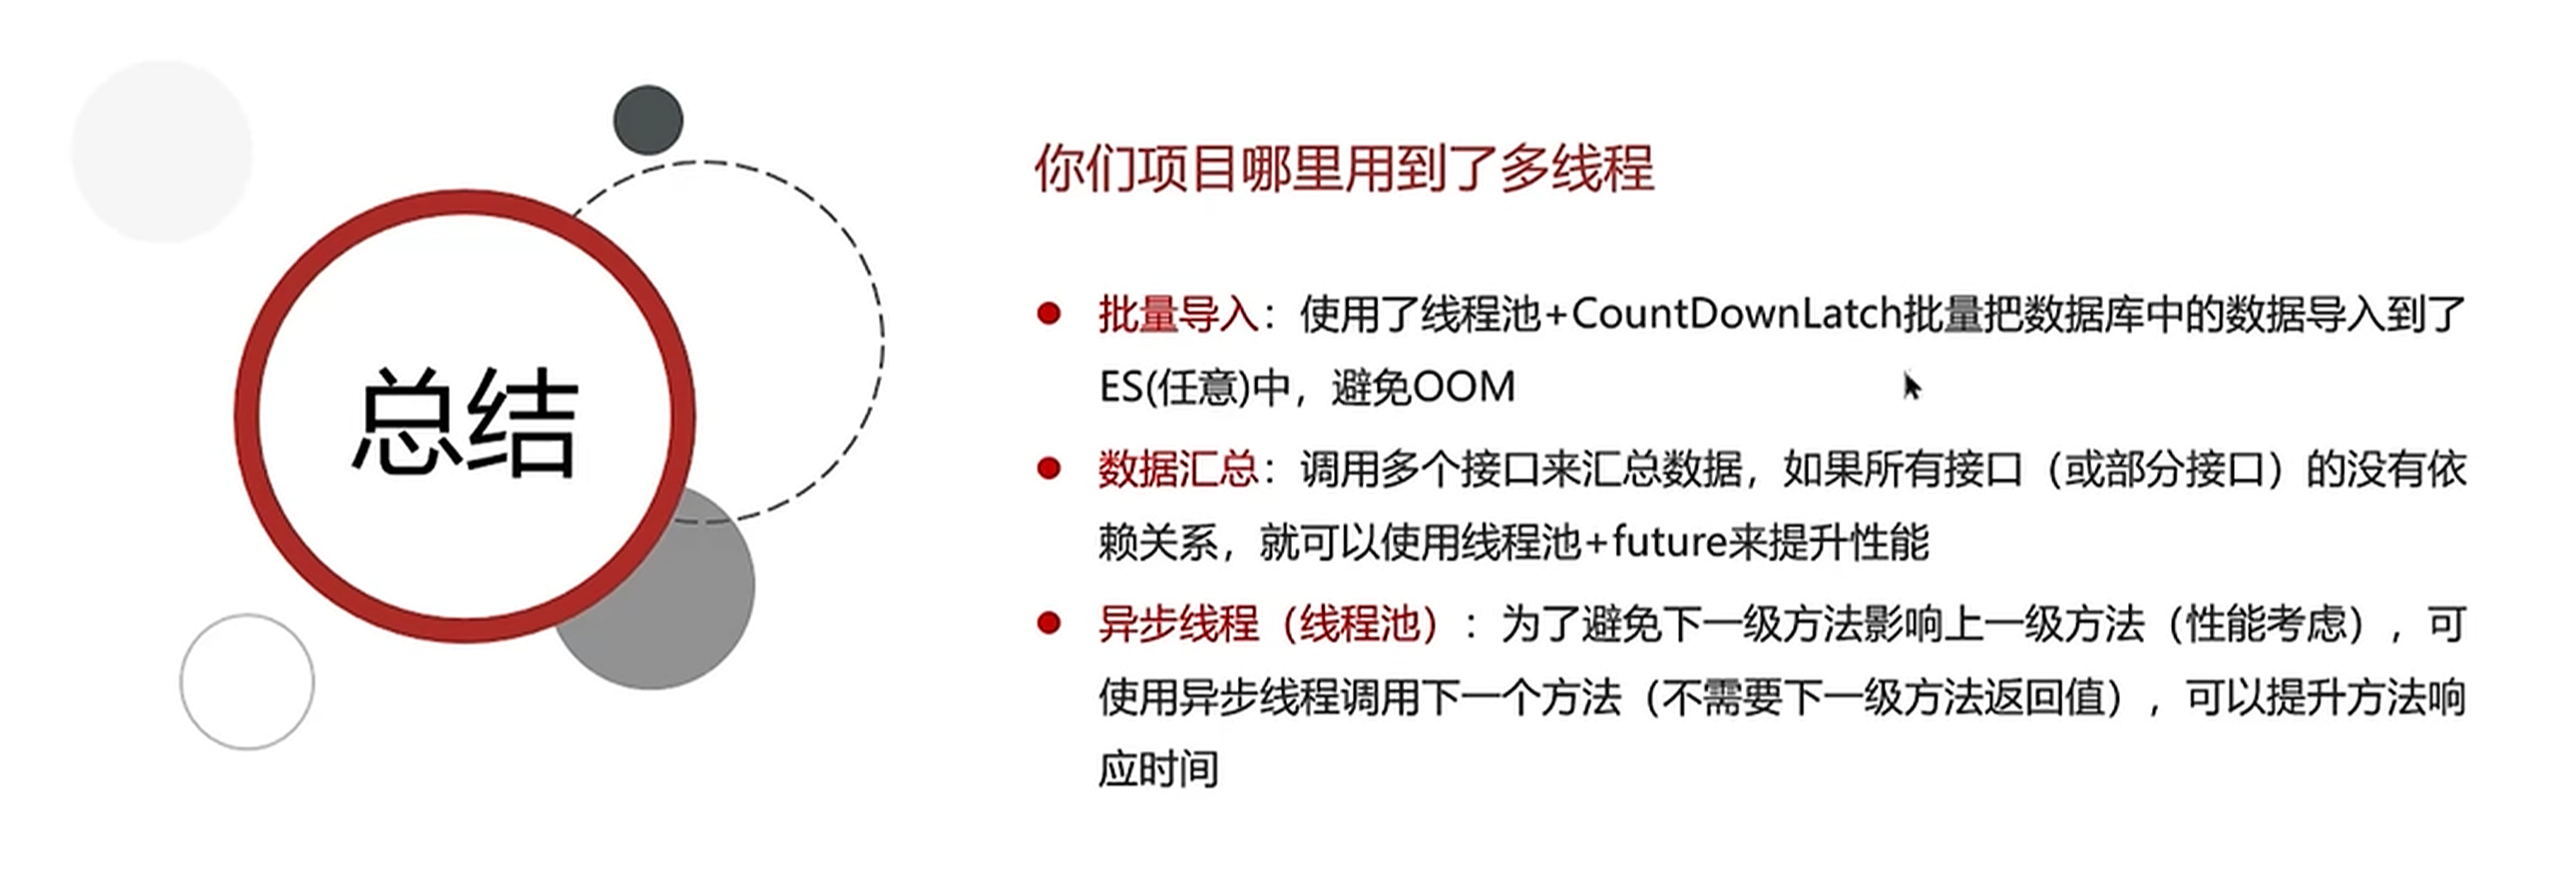 总结
你们项目哪里用到了多线程
批量导入：使用了线程池+CountDownLatch批量把数据库中的数据导入到了
ES(任意)中，避免OOM
数据汇总：调用多个接口来汇总数据，如果所有接口（或部分接口）的没有依
赖关系，就可以使用线程池+future来提升性能
异步线程（线程池）：为了避免下一级方法影响上一级方法（性能考虑），可
使用异步线程调用下一个方法（不需要下一级方法返回值），可以提升方法响
应时间